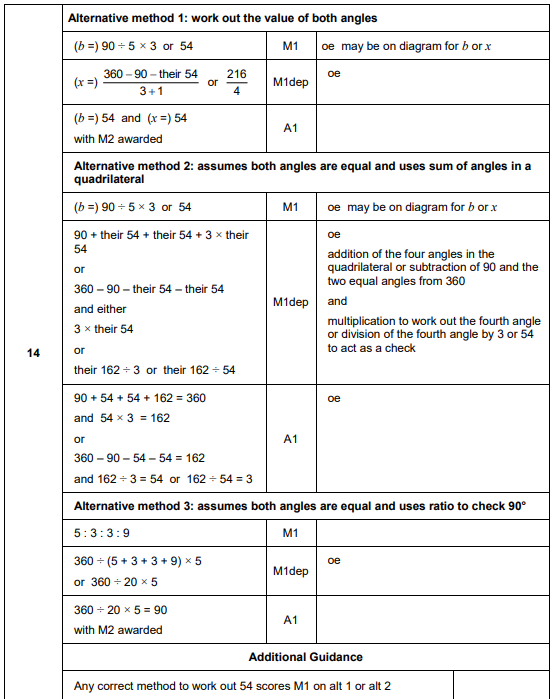 Alternative method 1: work out the value of both angles
(b =) 90 ÷ 5 × 3 or 54
M1
oe may be on diagram for b or x
(x =) 360 – 90 – their 54 / 3 + 1 or 216 / 4
M1dep
oe
(b =) 54 and (x =) 54
with M2 awarded
A1
Alternative method 2: assumes both angles are equal and uses sum of angles in a
quadrilateral
(b =) 90 ÷ 5 × 3 or 54
M1
oe may be on diagram for b or x
90 + their 54 + their 54 + 3 × their
54
or
360 – 90 – their 54 – their 54
and either
3 × their 54
or
their 162 ÷ 3 or their 162 ÷ 54
M1dep
oe
addition of the four angles in the
quadrilateral or subtraction of 90 and the
two equal angles from 360
and
multiplication to work out the fourth angle
or division of the fourth angle by 3 or 54
to act as a check
14
90 + 54 + 54 + 162 = 360
and 54 × 3 = 162
or
360 – 90 – 54 – 54 = 162
and 162 ÷ 3 = 54 or 162 ÷ 54 = 3
A1
oe
Alternative method 3: assumes both angles are equal and uses ratio to check 90°
5 : 3 : 3 : 9
M1
360 ÷ (5 + 3 + 3 + 9) × 5
or 360 ÷ 20 × 5
M1dep
oe
360 ÷ 20 × 5 = 90
with M2 awarded
A1
Additional Guidance
Any correct method to work out 54 scores M1 on alt 1 or alt 2